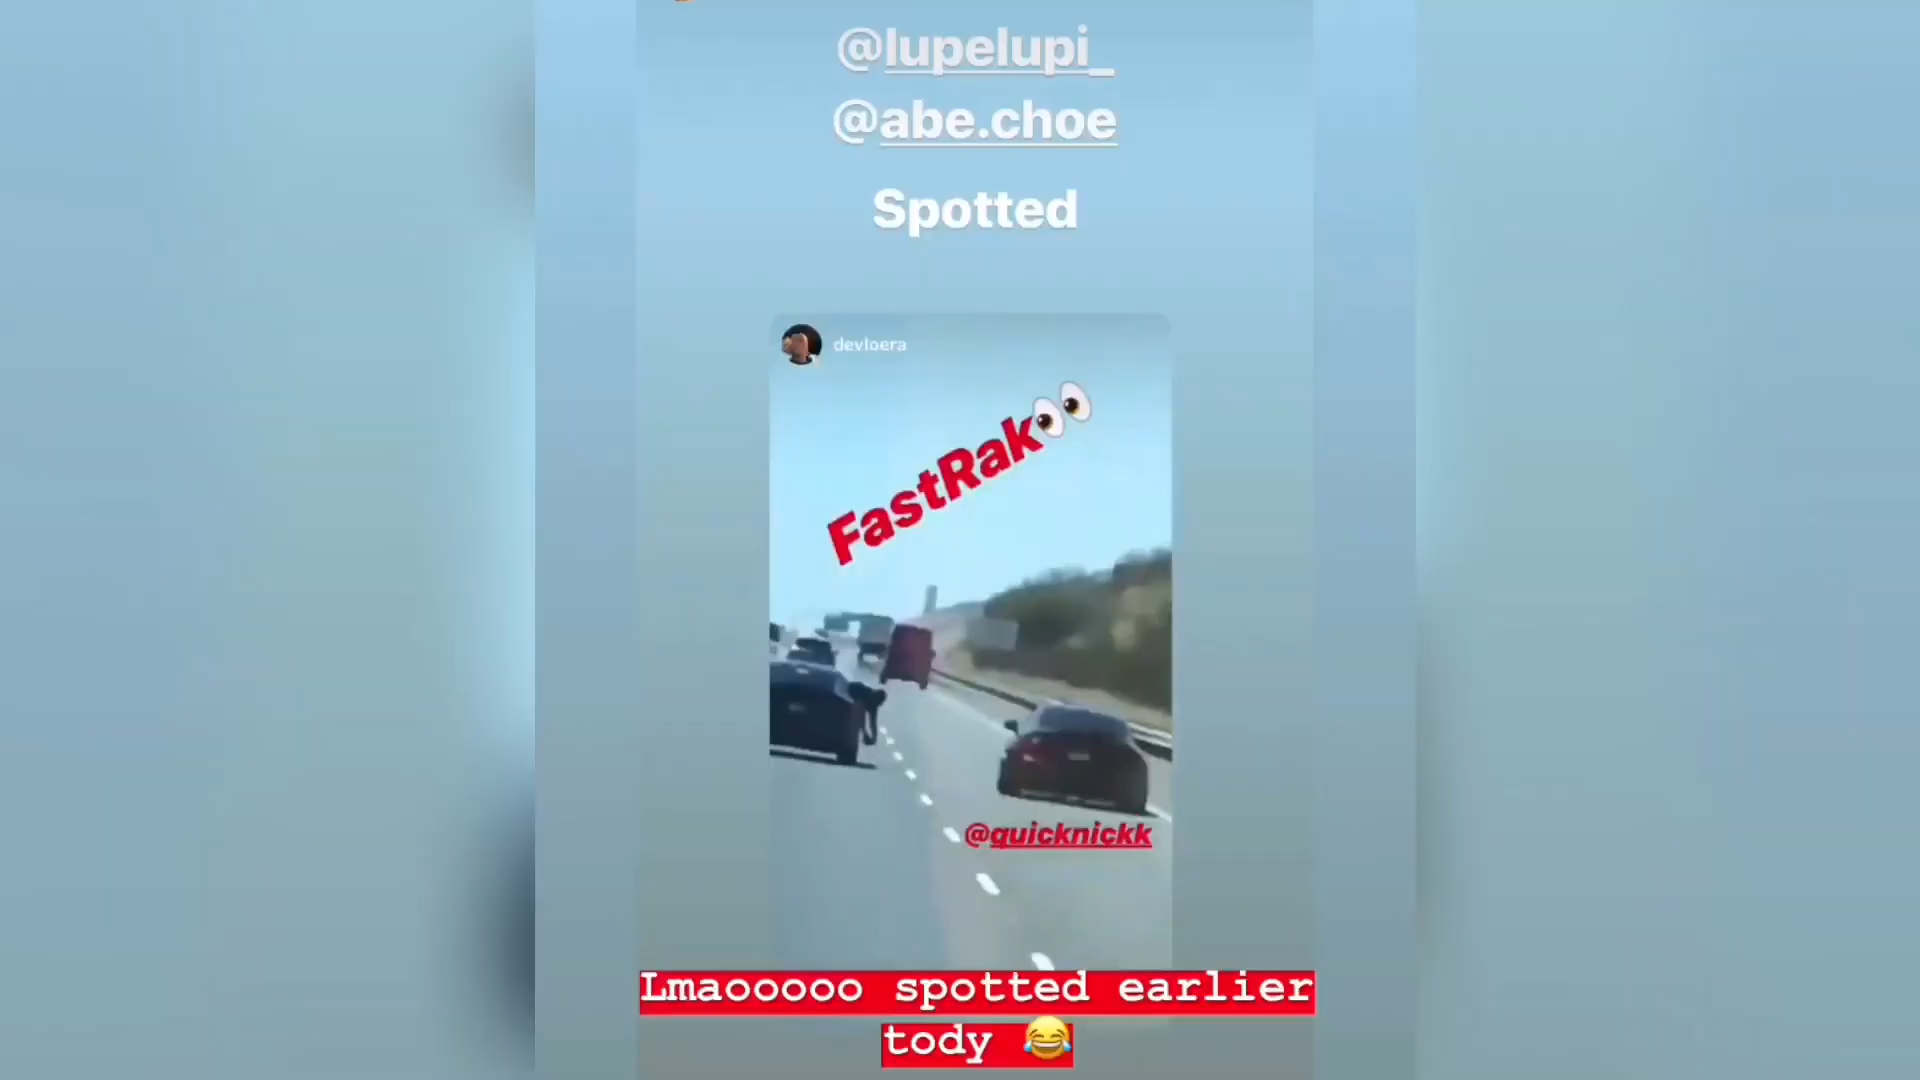 @lupelupi_
@abe.choe
Spotted
devloera
FastRak👀
@quicknickk
Lmaooooo spotted earlier
tody 😂